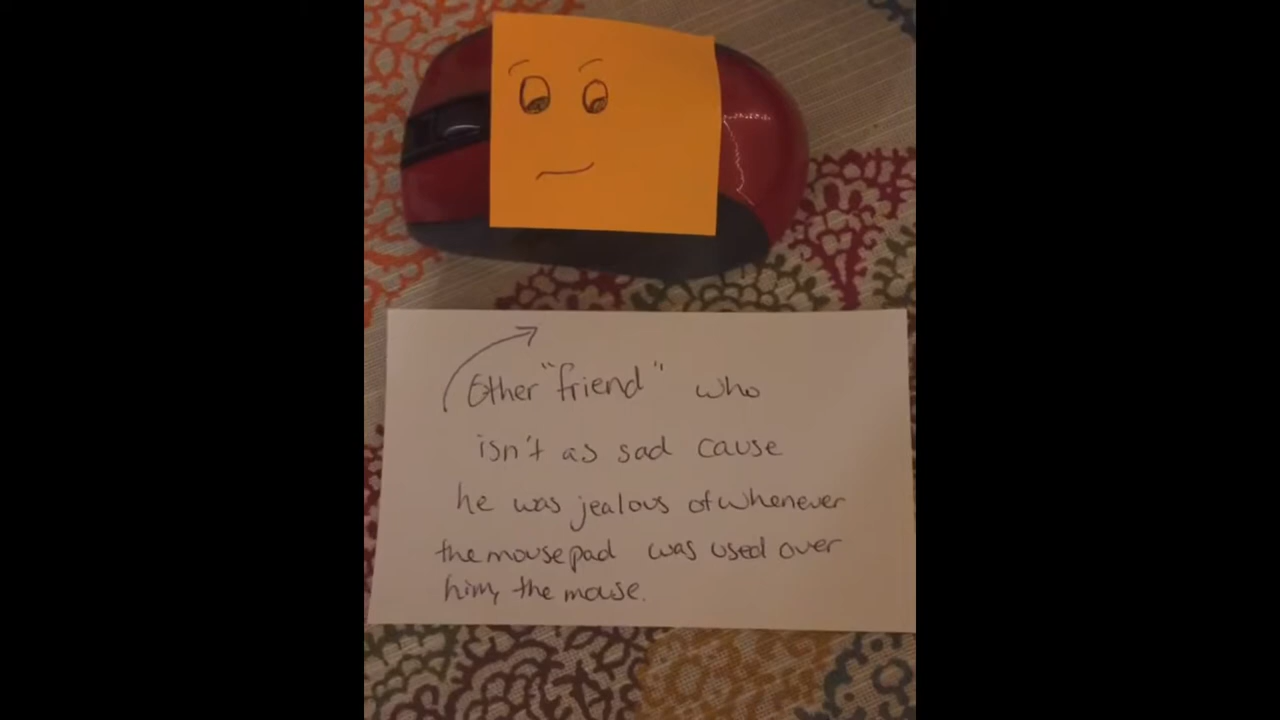 Other "friend" who
isn't as sad cause
he was jealous of whenever
the mousepad was used over
him, the mouse.